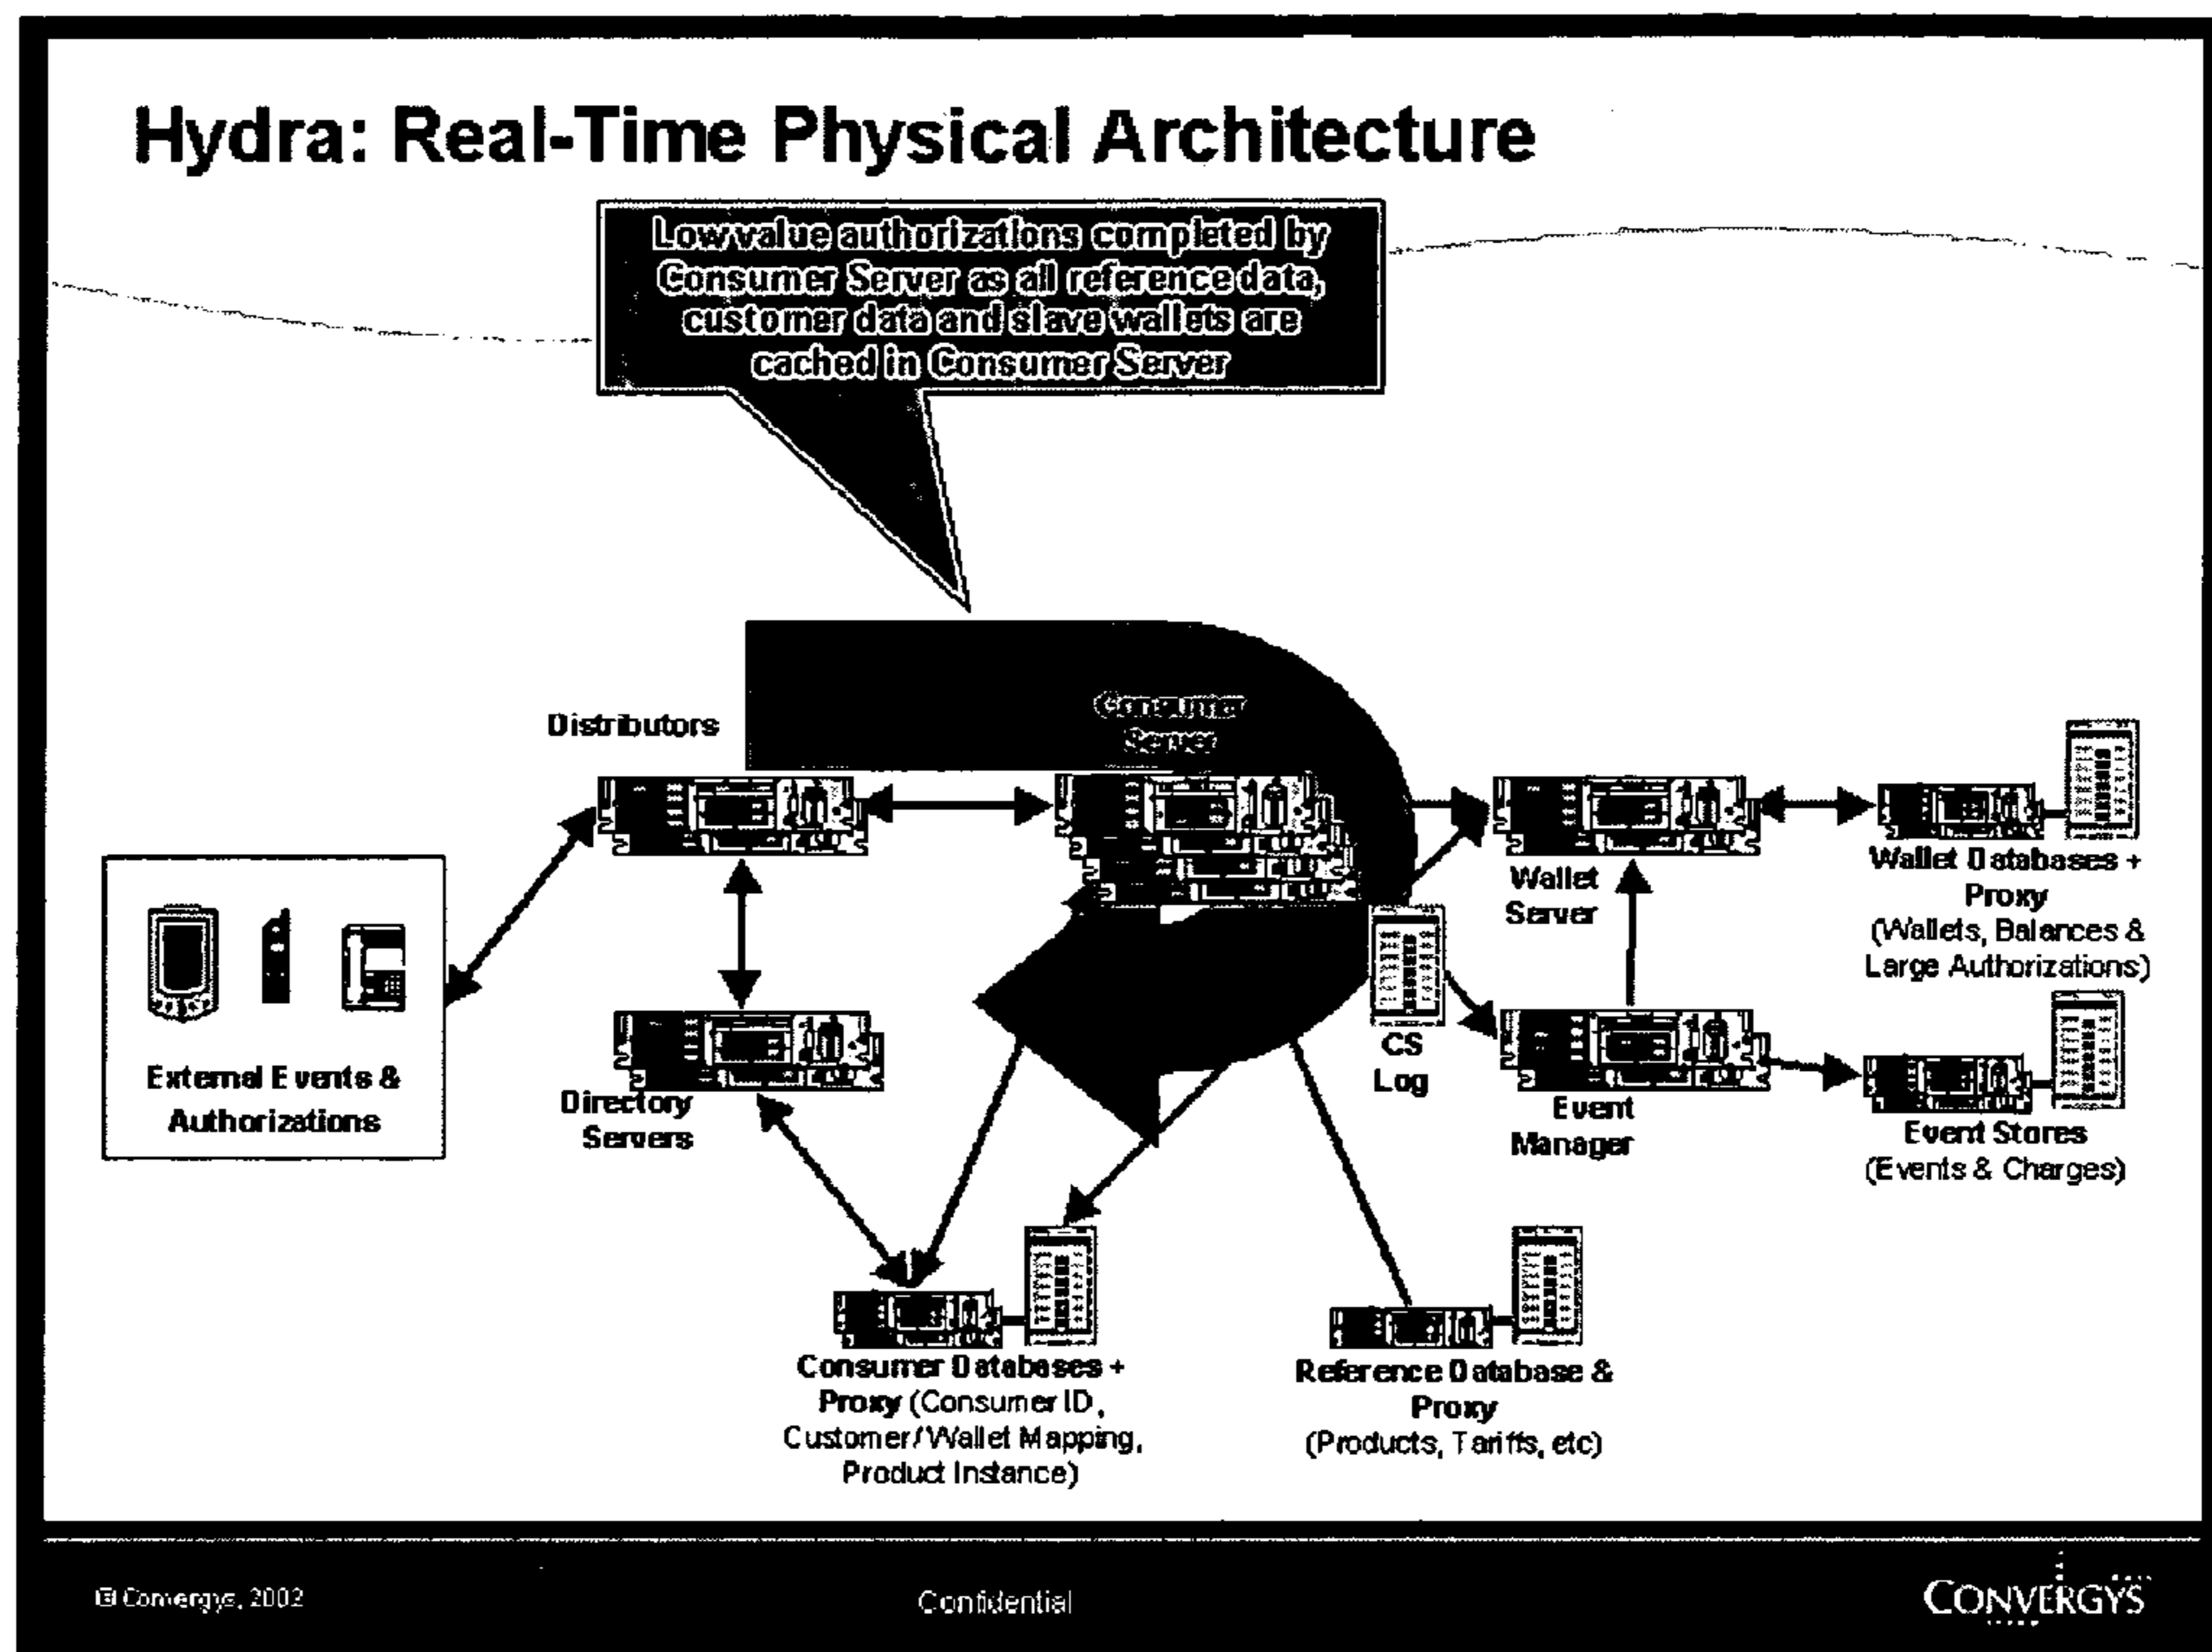 Hydra: Real-Time Physical Architecture
Low value authorizations completed by
Consumer Server as all reference data,
customer data and slave wallets are
cached in Consumer Server
Distributors
Consumer
Server
External Events &
Authorizations
Directory
Servers
Wallet
Server
Wallet Databases +
Proxy
(Wallets, Balances &
Large Authorizations)
CS
Log
Event
Manager
Event Stores
(Events & Charges)
Consumer Databases +
Proxy (Consumer ID,
Customer/Wallet Mapping,
Product Instance)
Reference Database &
Proxy
(Products, Tariffs, etc)
© Convergys, 2002
Confidential
CONVERGYS